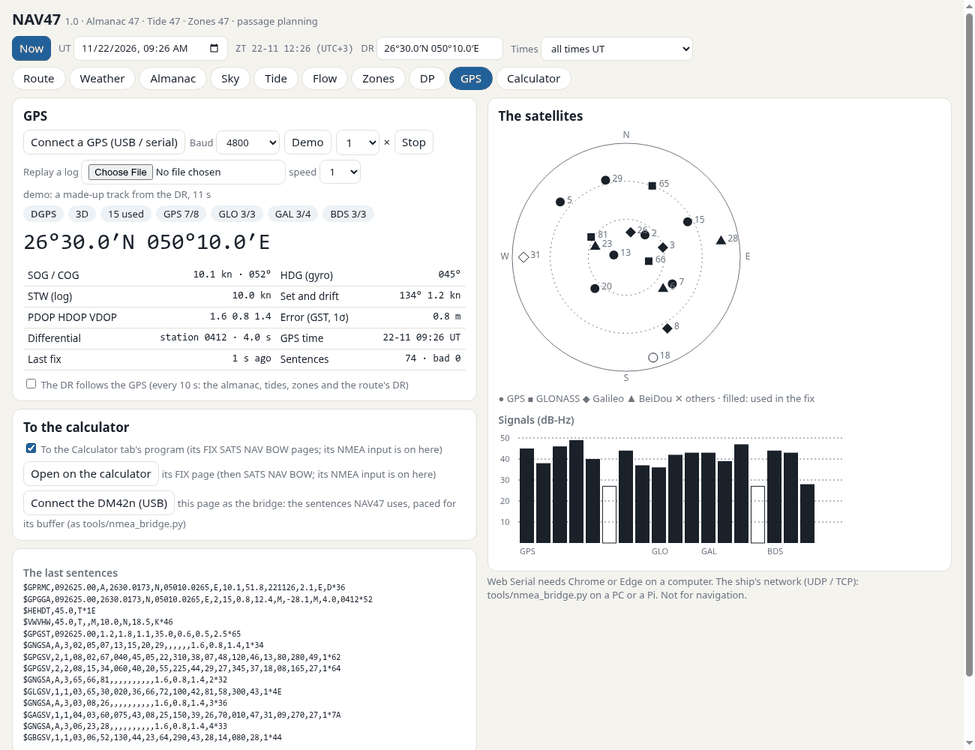 NAV47 1.0 · Almanac 47 · Tide 47 · Zones 47 · passage planning
Now UT 11/22/2026, 09:26 AM ZT 22-11 12:26 (UTC+3) DR 26°30.0′N 050°10.0′E Times all times UT
Route Weather Almanac Sky Tide Flow Zones DP GPS Calculator
GPS
Connect a GPS (USB / serial) Baud 4800 Demo 1 × Stop
Replay a log Choose File No file chosen speed 1
demo: a made-up track from the DR, 11 s
DGPS 3D 15 used GPS 7/8 GLO 3/3 GAL 3/4 BDS 3/3
26°30.0′N 050°10.0′E
SOG / COG 10.1 kn · 052° HDG (gyro) 045°
STW (log) 10.0 kn Set and drift 134° 1.2 kn
PDOP HDOP VDOP 1.6 0.8 1.4 Error (GST, 1σ) 0.8 m
Differential station 0412 · 4.0 s GPS time 22-11 09:26 UT
Last fix 1 s ago Sentences 74 · bad 0
The DR follows the GPS (every 10 s: the almanac, tides, zones and the route's DR)
To the calculator
To the Calculator tab's program (its FIX SATS NAV BOW pages; its NMEA input is on here)
Open on the calculator its FIX page (then SATS NAV BOW; its NMEA input is on here)
Connect the DM42n (USB) this page as the bridge: the sentences NAV47 uses, paced for
its buffer (as tools/nmea_bridge.py)
The last sentences
$GPRMC,092625.00,A,2630.0173,N,05010.0265,E,10.1,51.8,221126,2.1,E,D*36
$GPGGA,092625.00,2630.0173,N,05010.0265,E,2,15,0.8,12.4,M,-28.1,M,4.0,0412*52
$HEHDT,45.0,T*1E
$VWVHW,45.0,T,,M,10.0,N,18.5,K*46
$GPGST,092625.00,1.2,1.8,1.1,35.0,0.6,0.5,2.5*65
$GNGSA,A,3,02,05,07,13,15,20,29,,,,,,1.6,0.8,1.4,1*34
$GPGSV,2,1,08,02,67,040,45,05,22,310,38,07,48,120,46,13,80,280,49,1*62
$GPGSV,2,2,08,15,34,060,40,20,55,225,44,29,27,345,37,18,08,165,27,1*64
$GNGSA,A,3,65,66,81,,,,,,,,,,1.6,0.8,1.4,2*32
$GLGSV,1,1,03,65,30,020,36,66,72,100,42,81,58,300,43,1*4E
$GNGSA,A,3,03,08,26,,,,,,,,,,1.6,0.8,1.4,3*36
$GAGSV,1,1,04,03,60,075,43,08,25,150,39,26,70,010,47,31,09,270,27,1*7A
$GNGSA,A,3,06,23,28,,,,,,,,,,1.6,0.8,1.4,4*33
$GBGSV,1,1,03,06,52,130,44,23,64,290,43,28,14,080,28,1*44
The satellites
N
29
65
5
15
81
26
2
28
23
3
W
31
13
66
E
20
6
7
8
18
S
● GPS ■ GLONASS ◆ Galileo ▲ BeiDou ✕ others · filled: used in the fix
Signals (dB-Hz)
50
40
30
20
10
GPS GLO GAL BDS
Web Serial needs Chrome or Edge on a computer. The ship's network (UDP / TCP):
tools/nmea_bridge.py on a PC or a Pi. Not for navigation.